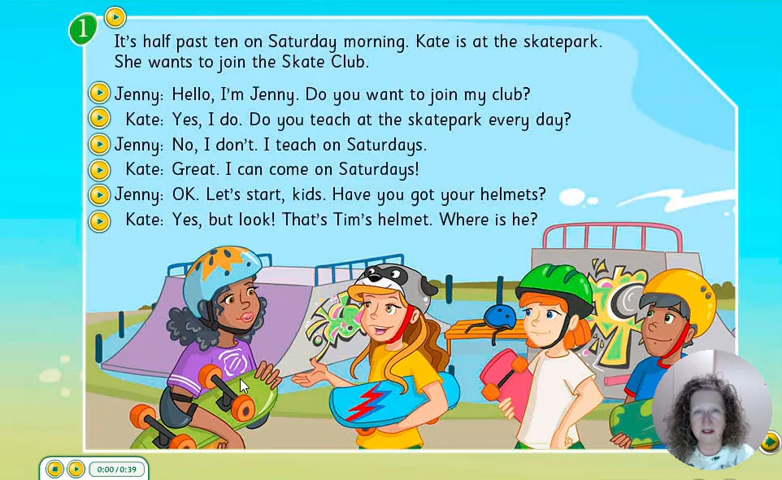 1
It's half past ten on Saturday morning. Kate is at the skatepark.
She wants to join the Skate Club.
Jenny: Hello, I'm Jenny. Do you want to join my club?
Kate: Yes, I do. Do you teach at the skatepark every day?
Jenny: No, I don't. I teach on Saturdays.
Kate: Great. I can come on Saturdays!
Jenny: OK. Let's start, kids. Have you got your helmets?
Kate: Yes, but look! That's Tim's helmet. Where is he?
0:00 / 0:39